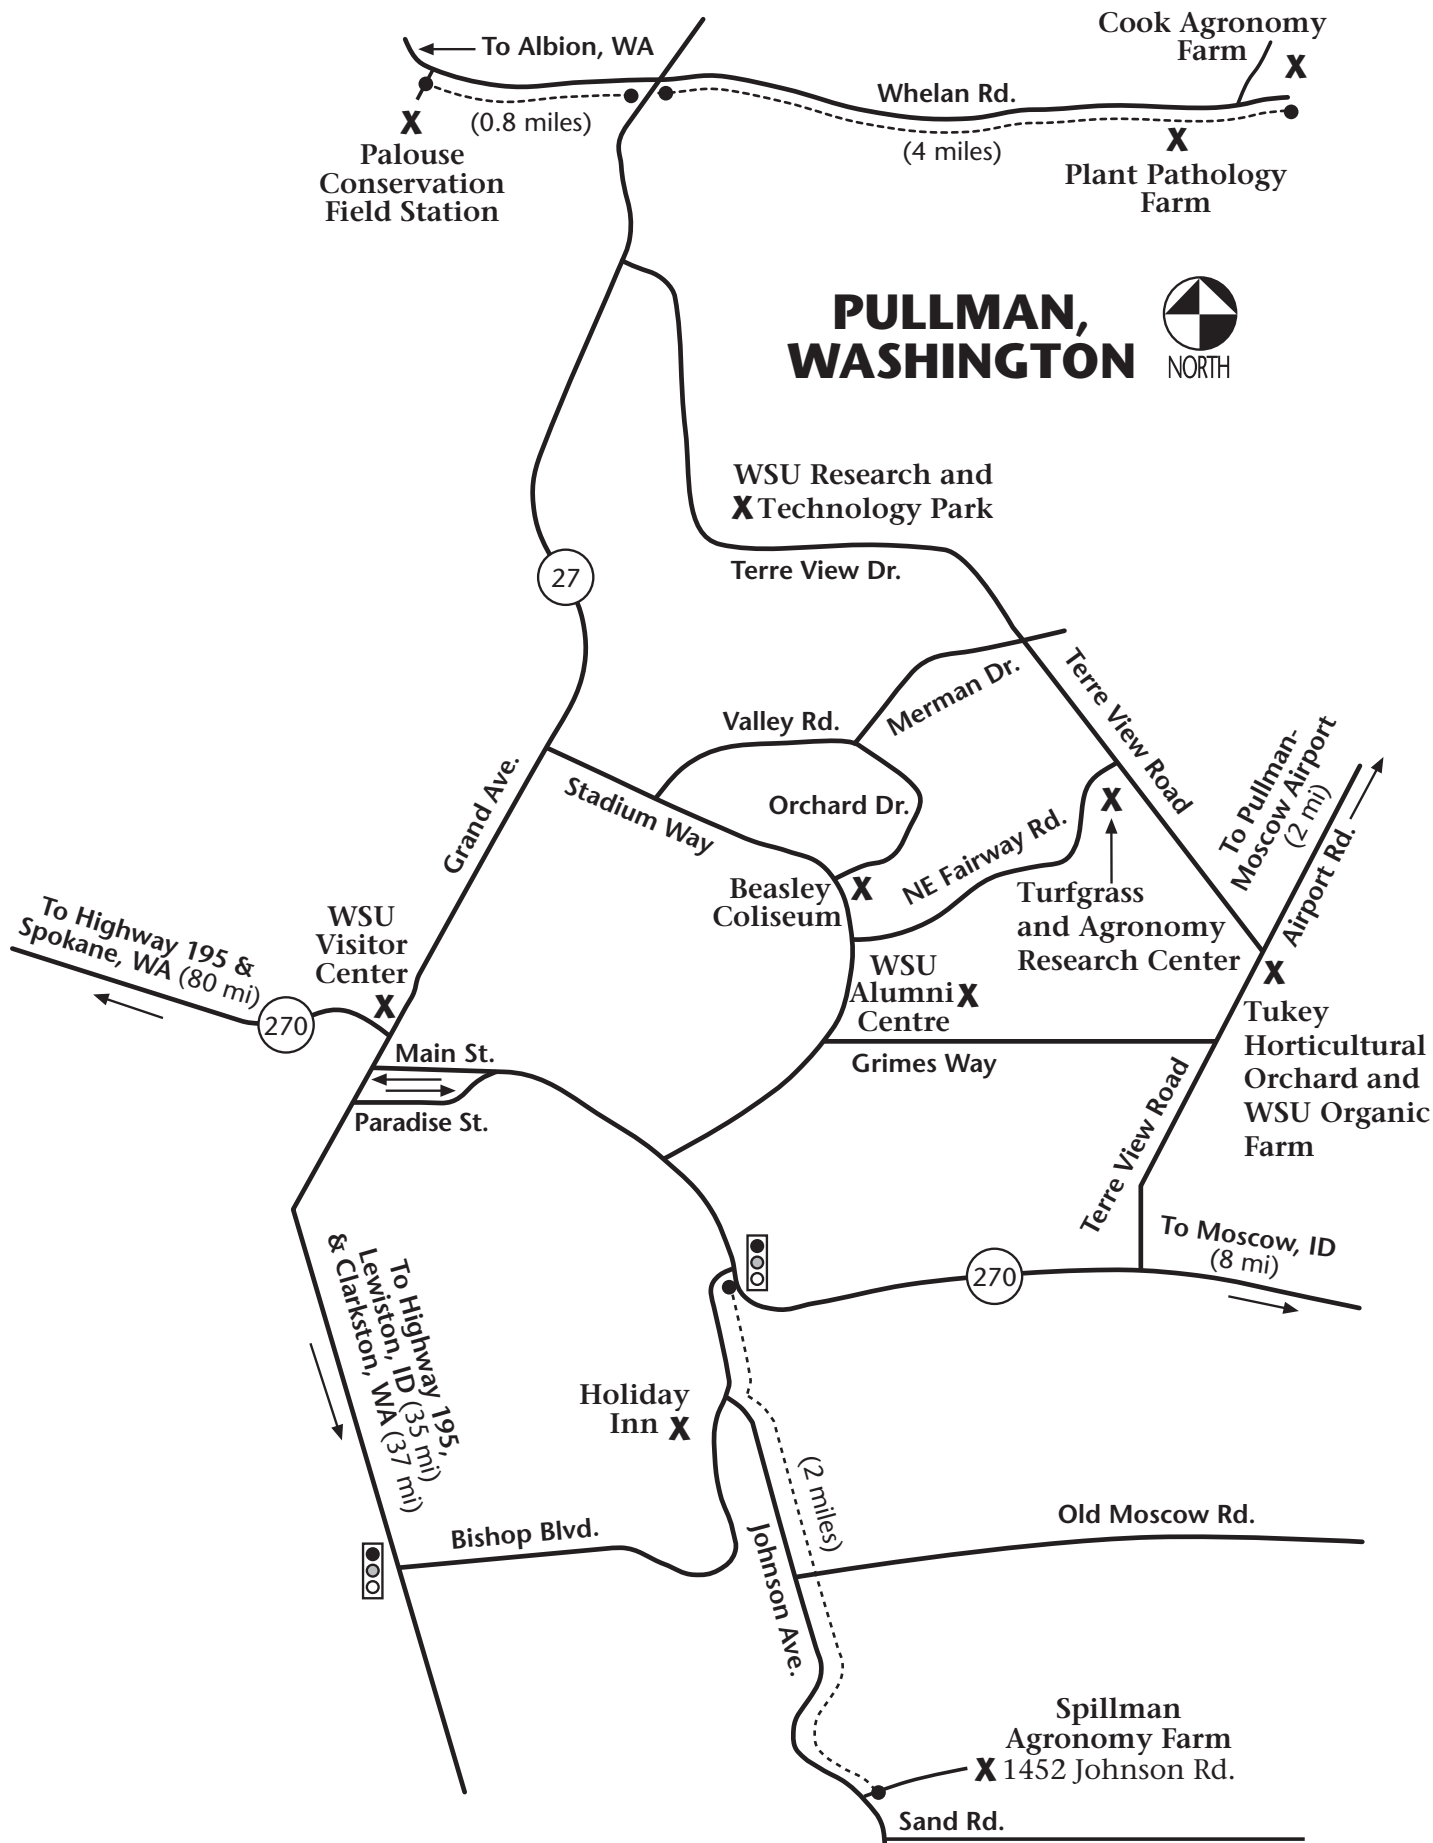 Cook Agronomy
Farm
To Albion, WA
Whelan Rd.
(0.8 miles)
(4 miles)
X
X
X
Palouse
Conservation
Field Station
Plant Pathology
Farm
PULLMAN,
WASHINGTON
NORTH
WSU Research and
X Technology Park
Terre View Dr.
27
Merman Dr.
Terre View Road
Valley Rd.
Stadium Way
Orchard Dr.
Grand Ave.
NE Fairway Rd.
X
To Pullman-
Moscow Airport
(2 mi)
Airport Rd.
Beasley X
Coliseum
Turfgrass
and Agronomy
Research Center
To Highway 195 &
Spokane, WA (80 mi)
WSU
Visitor
Center
X
270
WSU
Alumni X
Centre
X
Tukey
Horticultural
Orchard and
WSU Organic
Farm
Main St.
Paradise St.
Grimes Way
Terre View Road
To Moscow, ID
(8 mi)
270
To Highway 195,
Lewiston, ID (35 mi)
& Clarkston, WA (37 mi)
Holiday
Inn X
(2 miles)
Bishop Blvd.
Johnson Ave.
Old Moscow Rd.
Spillman
Agronomy Farm
X 1452 Johnson Rd.
Sand Rd.